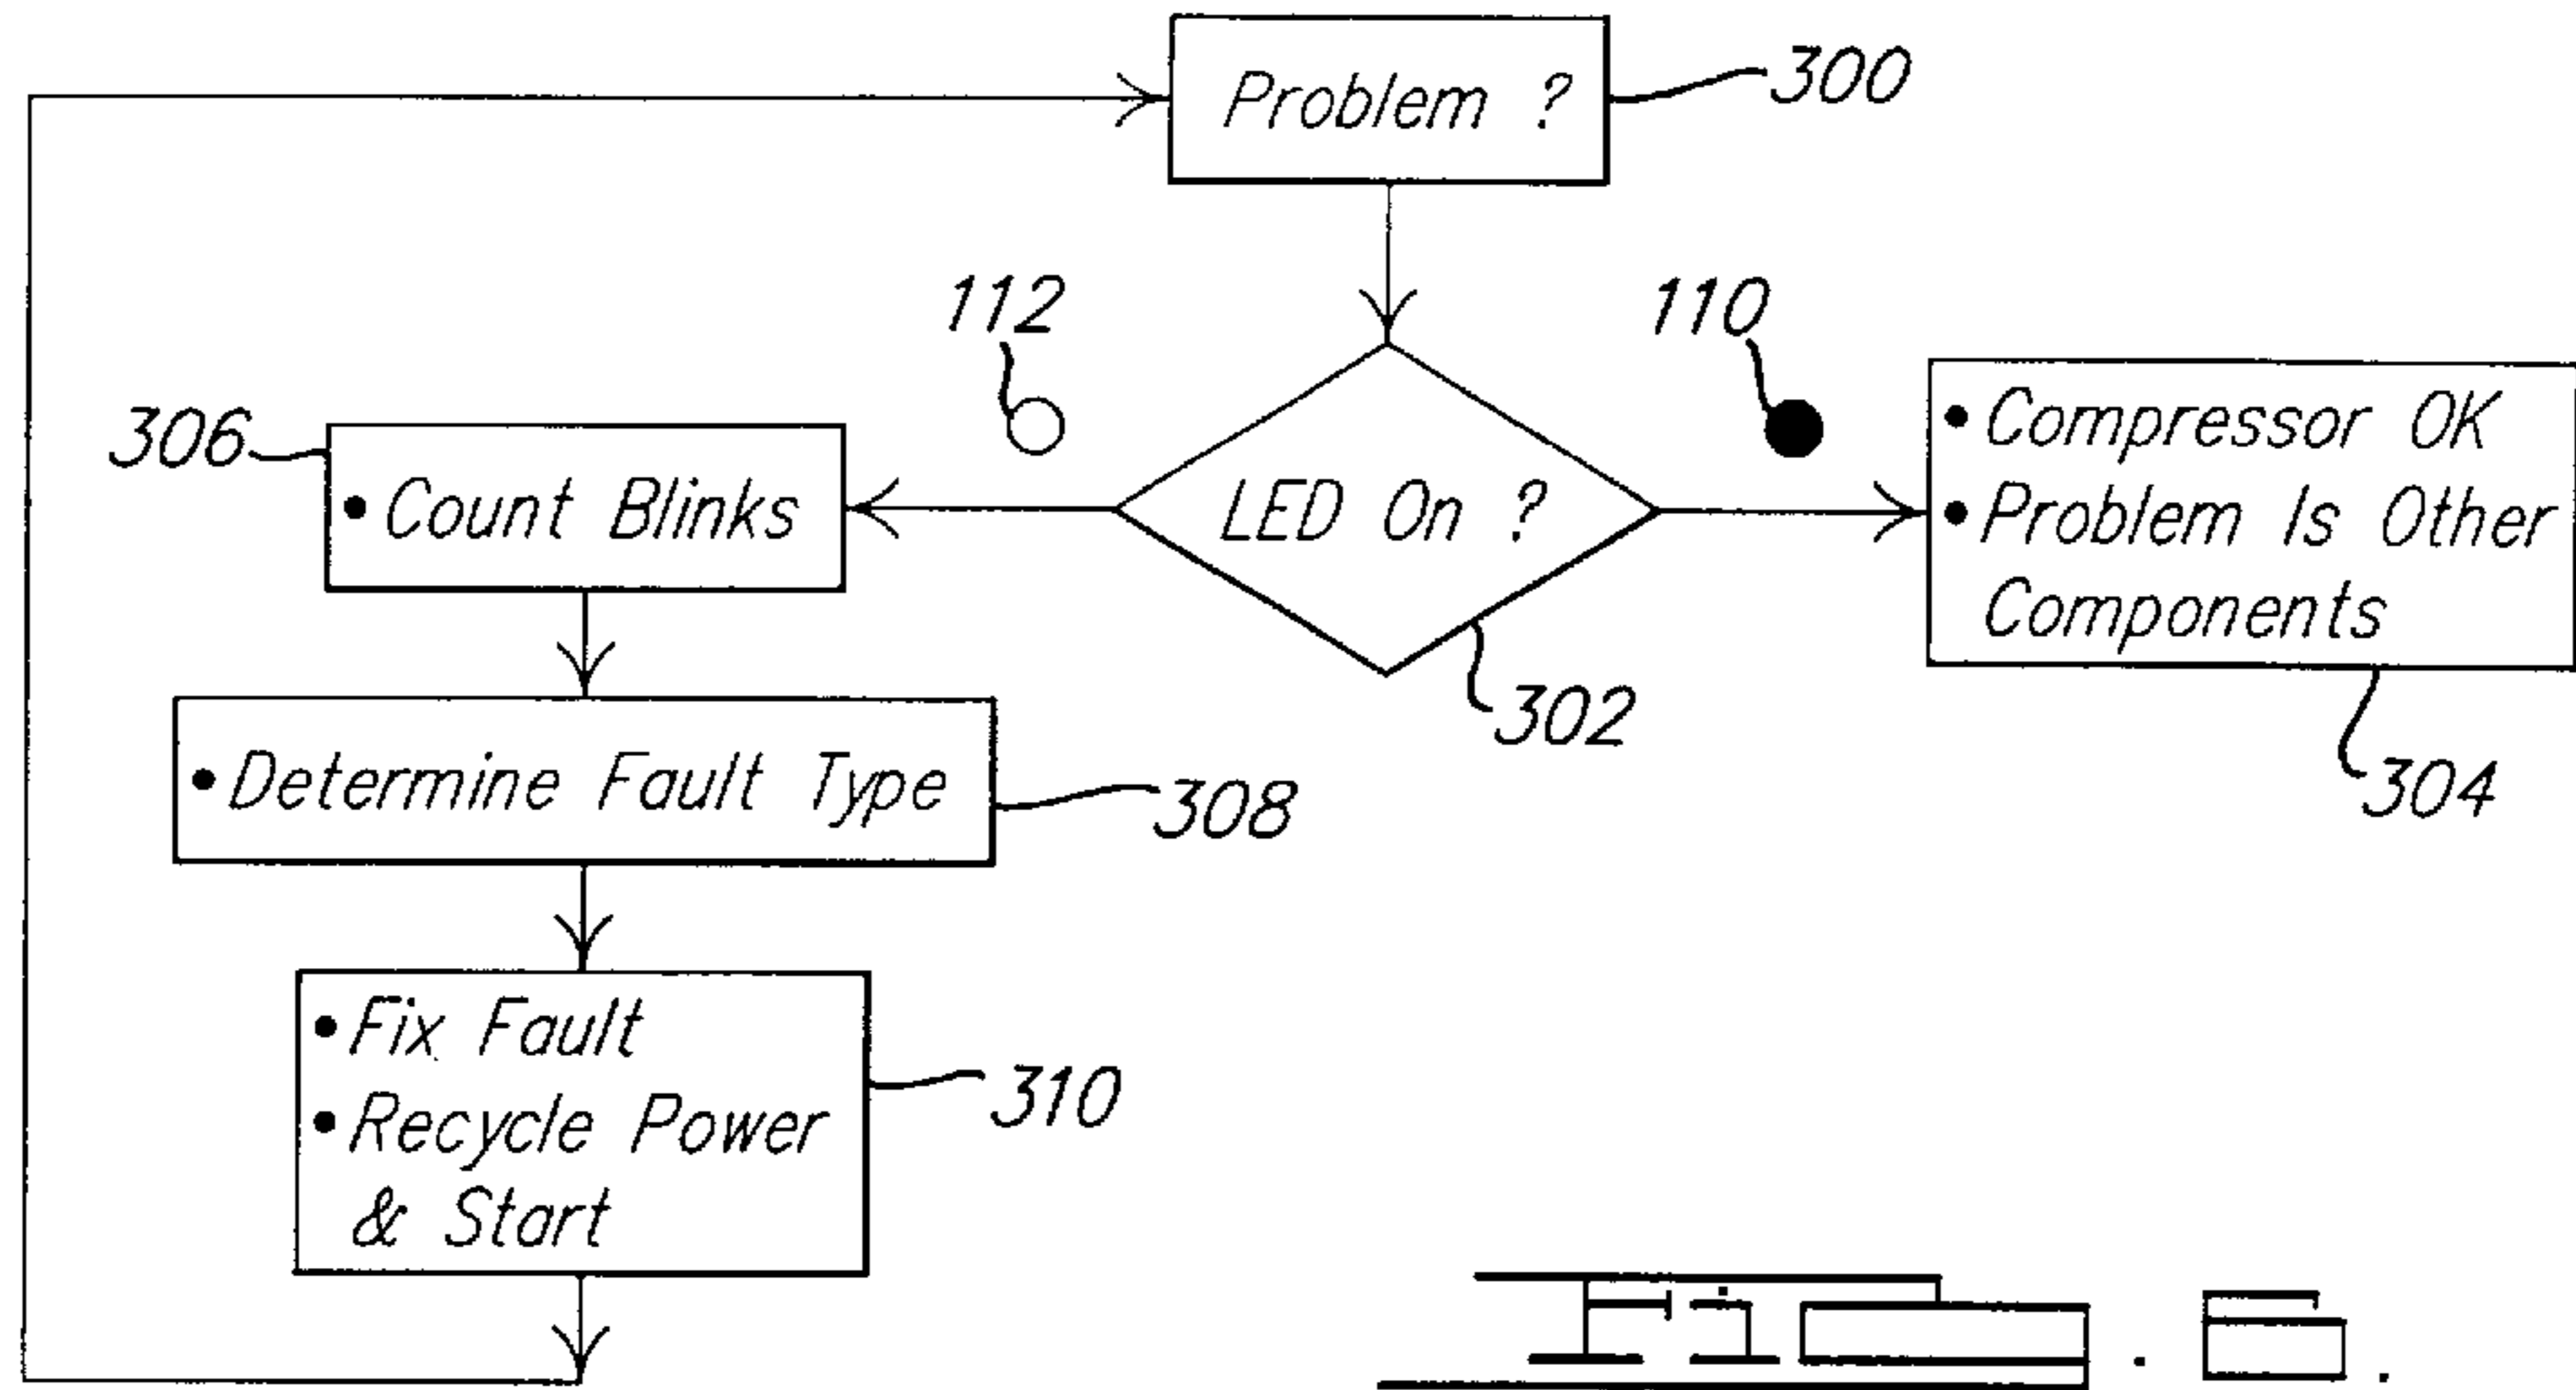 Problem ?
300
112
110
306
• Count Blinks
LED On ?
• Compressor OK
• Problem Is Other
Components
302
304
• Determine Fault Type
308
• Fix Fault
• Recycle Power
& Start
310